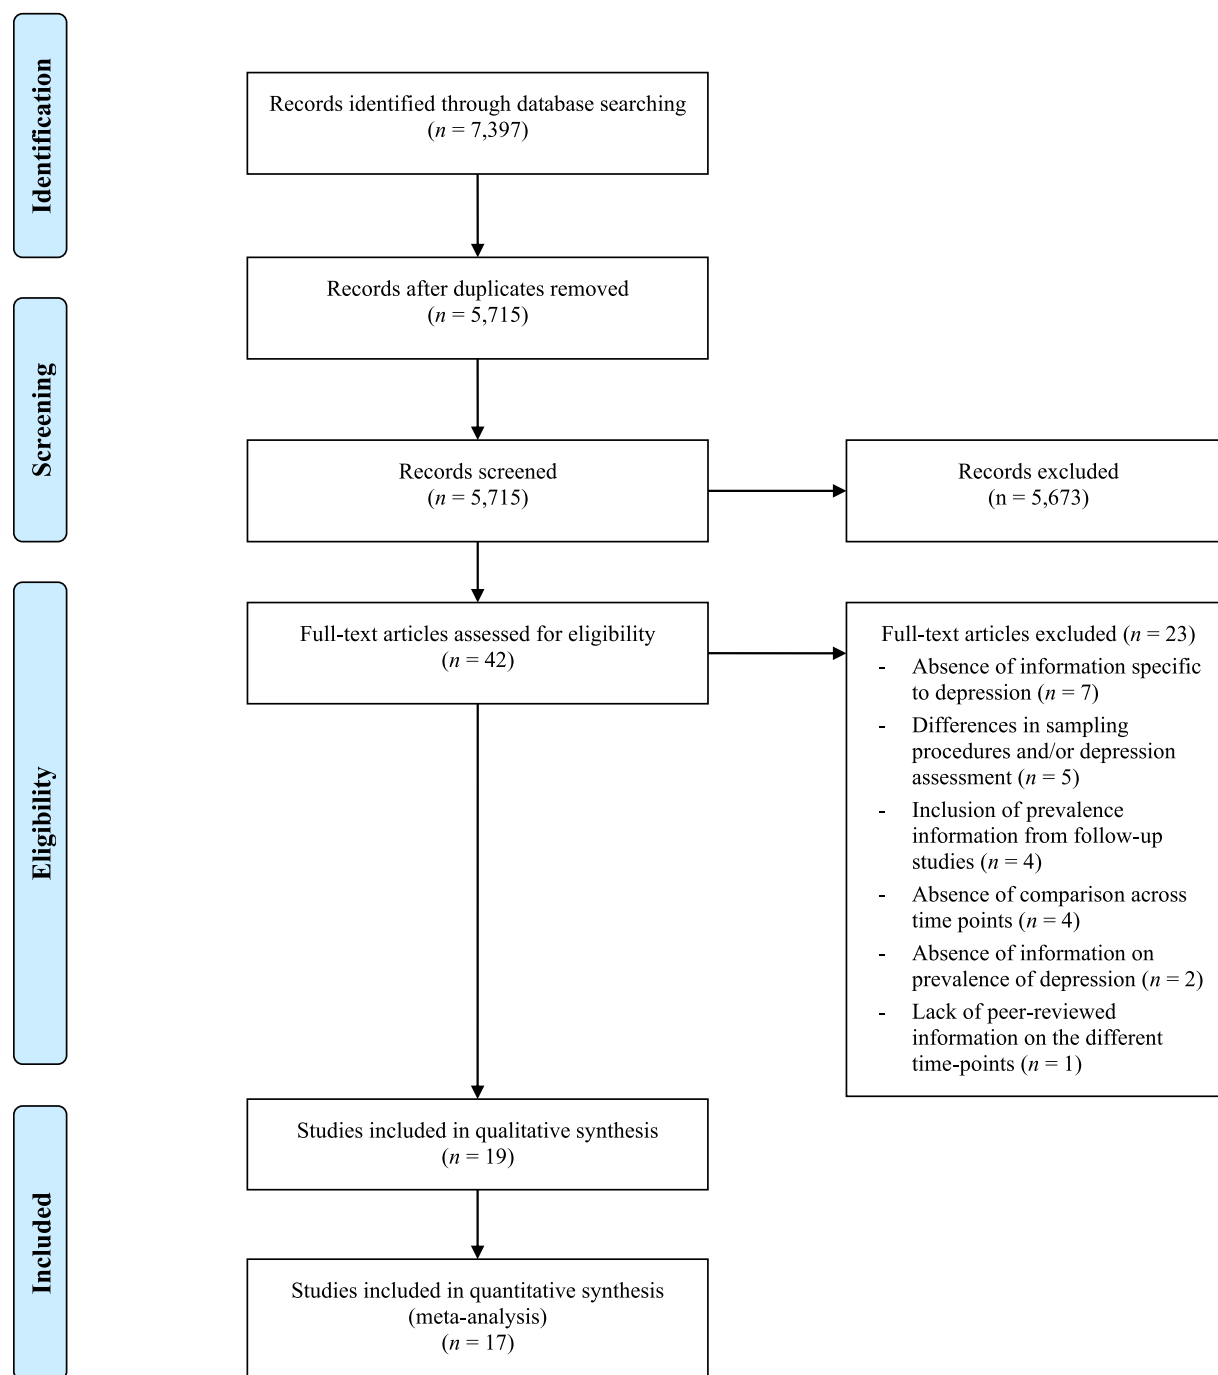 Identification
Records identified through database searching
(n = 7,397)
Records after duplicates removed
(n = 5,715)
Screening
Records screened
(n = 5,715)
Records excluded
(n = 5,673)
Eligibility
Full-text articles assessed for eligibility
(n = 42)
Full-text articles excluded (n = 23)
- Absence of information specific
to depression (n = 7)
- Differences in sampling
procedures and/or depression
assessment (n = 5)
- Inclusion of prevalence
information from follow-up
studies (n = 4)
- Absence of comparison across
time points (n = 4)
- Absence of information on
prevalence of depression (n = 2)
- Lack of peer-reviewed
information on the different
time-points (n = 1)
Included
Studies included in qualitative synthesis
(n = 19)
Studies included in quantitative synthesis
(meta-analysis)
(n = 17)